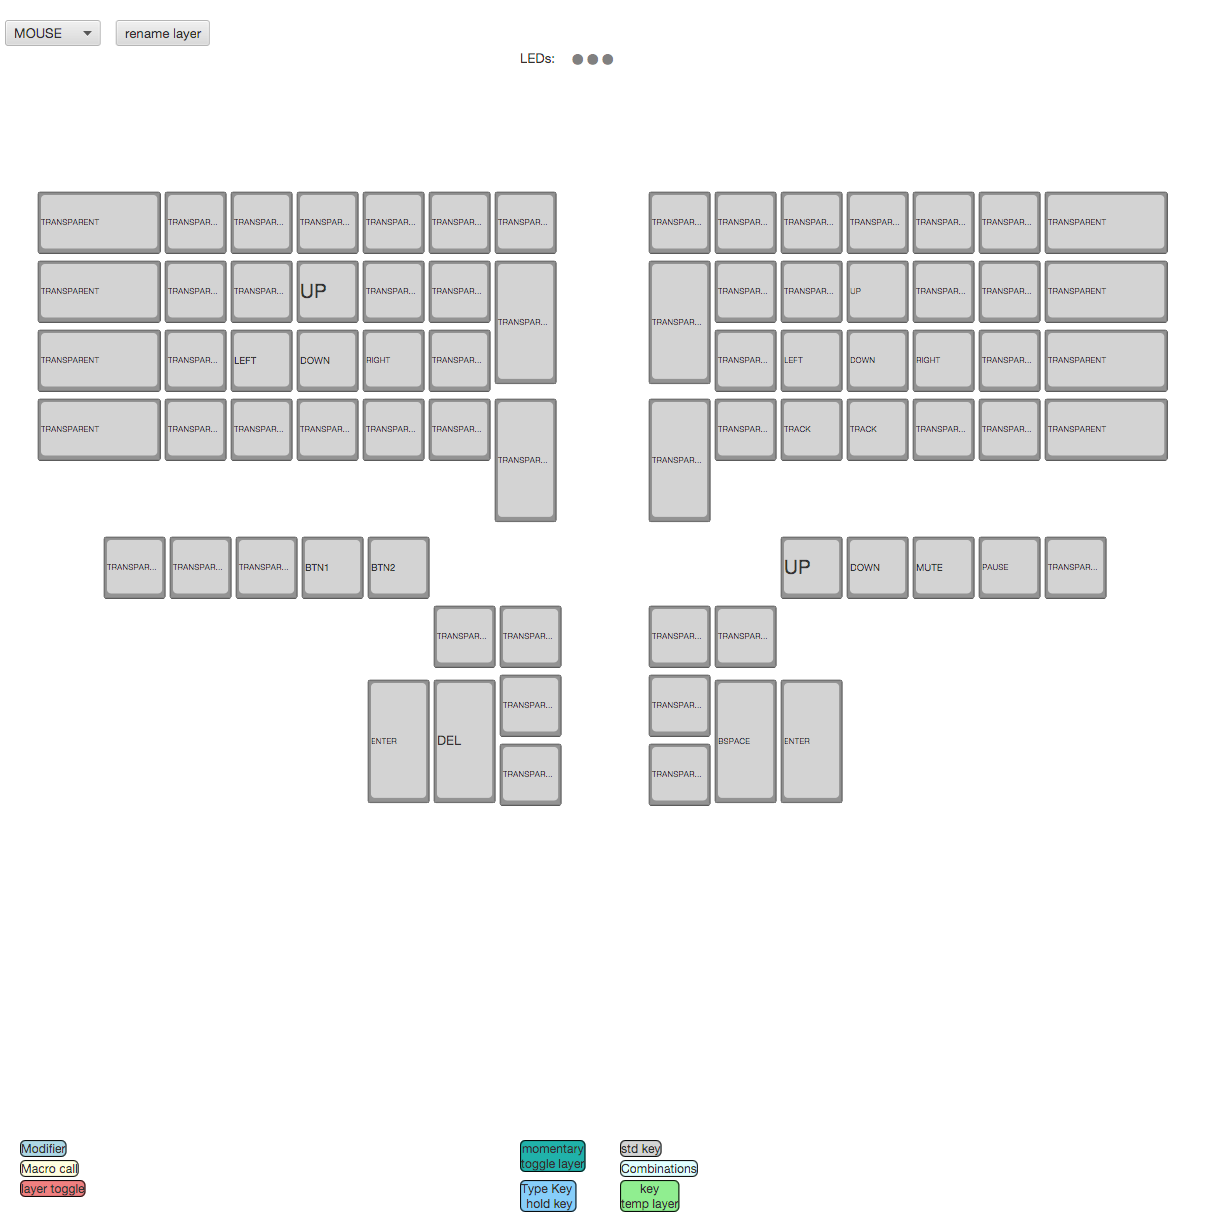 MOUSE rename layer
LEDs:
TRANSPARENT TRANSPAR... TRANSPAR... TRANSPAR... TRANSPAR... TRANSPAR... TRANSPAR... TRANSPAR... TRANSPAR... TRANSPAR... TRANSPAR... TRANSPAR... TRANSPAR... TRANSPARENT
TRANSPARENT TRANSPAR... TRANSPAR... UP TRANSPAR... TRANSPAR... TRANSPAR... TRANSPAR... UP TRANSPAR... TRANSPAR... TRANSPARENT
TRANSPAR... TRANSPAR...
TRANSPARENT TRANSPAR... LEFT DOWN RIGHT TRANSPAR... TRANSPAR... LEFT DOWN RIGHT TRANSPAR... TRANSPARENT
TRANSPARENT TRANSPAR... TRANSPAR... TRANSPAR... TRANSPAR... TRANSPAR... TRANSPAR... TRACK TRACK TRANSPAR... TRANSPAR... TRANSPARENT
TRANSPAR... TRANSPAR...
TRANSPAR... TRANSPAR... TRANSPAR... BTN1 BTN2 UP DOWN MUTE PAUSE TRANSPAR...
TRANSPAR... TRANSPAR... TRANSPAR... TRANSPAR...
TRANSPAR... TRANSPAR...
ENTER DEL BSPACE ENTER
TRANSPAR... TRANSPAR...
Modifier
Macro call
layer toggle
momentary
toggle layer
Type Key
hold key
std key
Combinations
key
temp layer